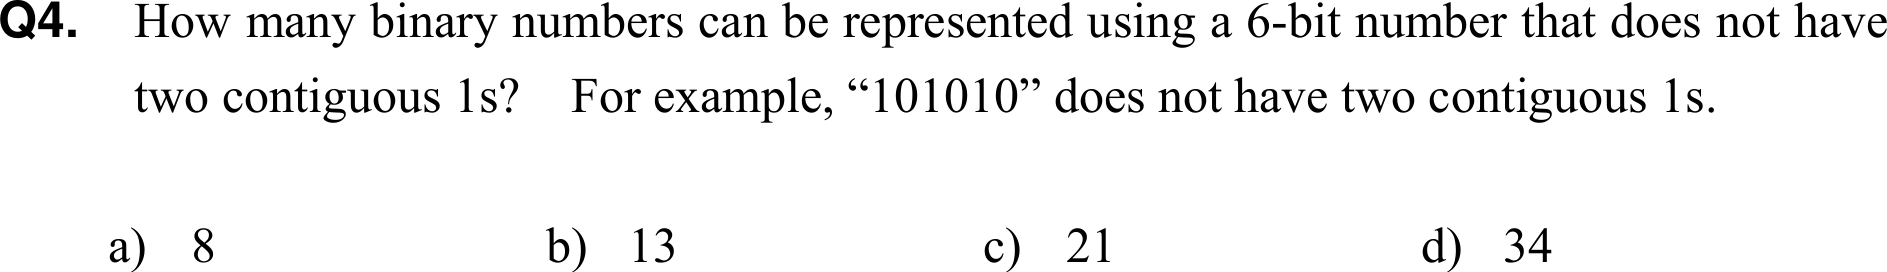 Q4. How many binary numbers can be represented using a 6-bit number that does not have
two contiguous 1s? For example, “101010” does not have two contiguous 1s.
a) 8 b) 13 c) 21 d) 34